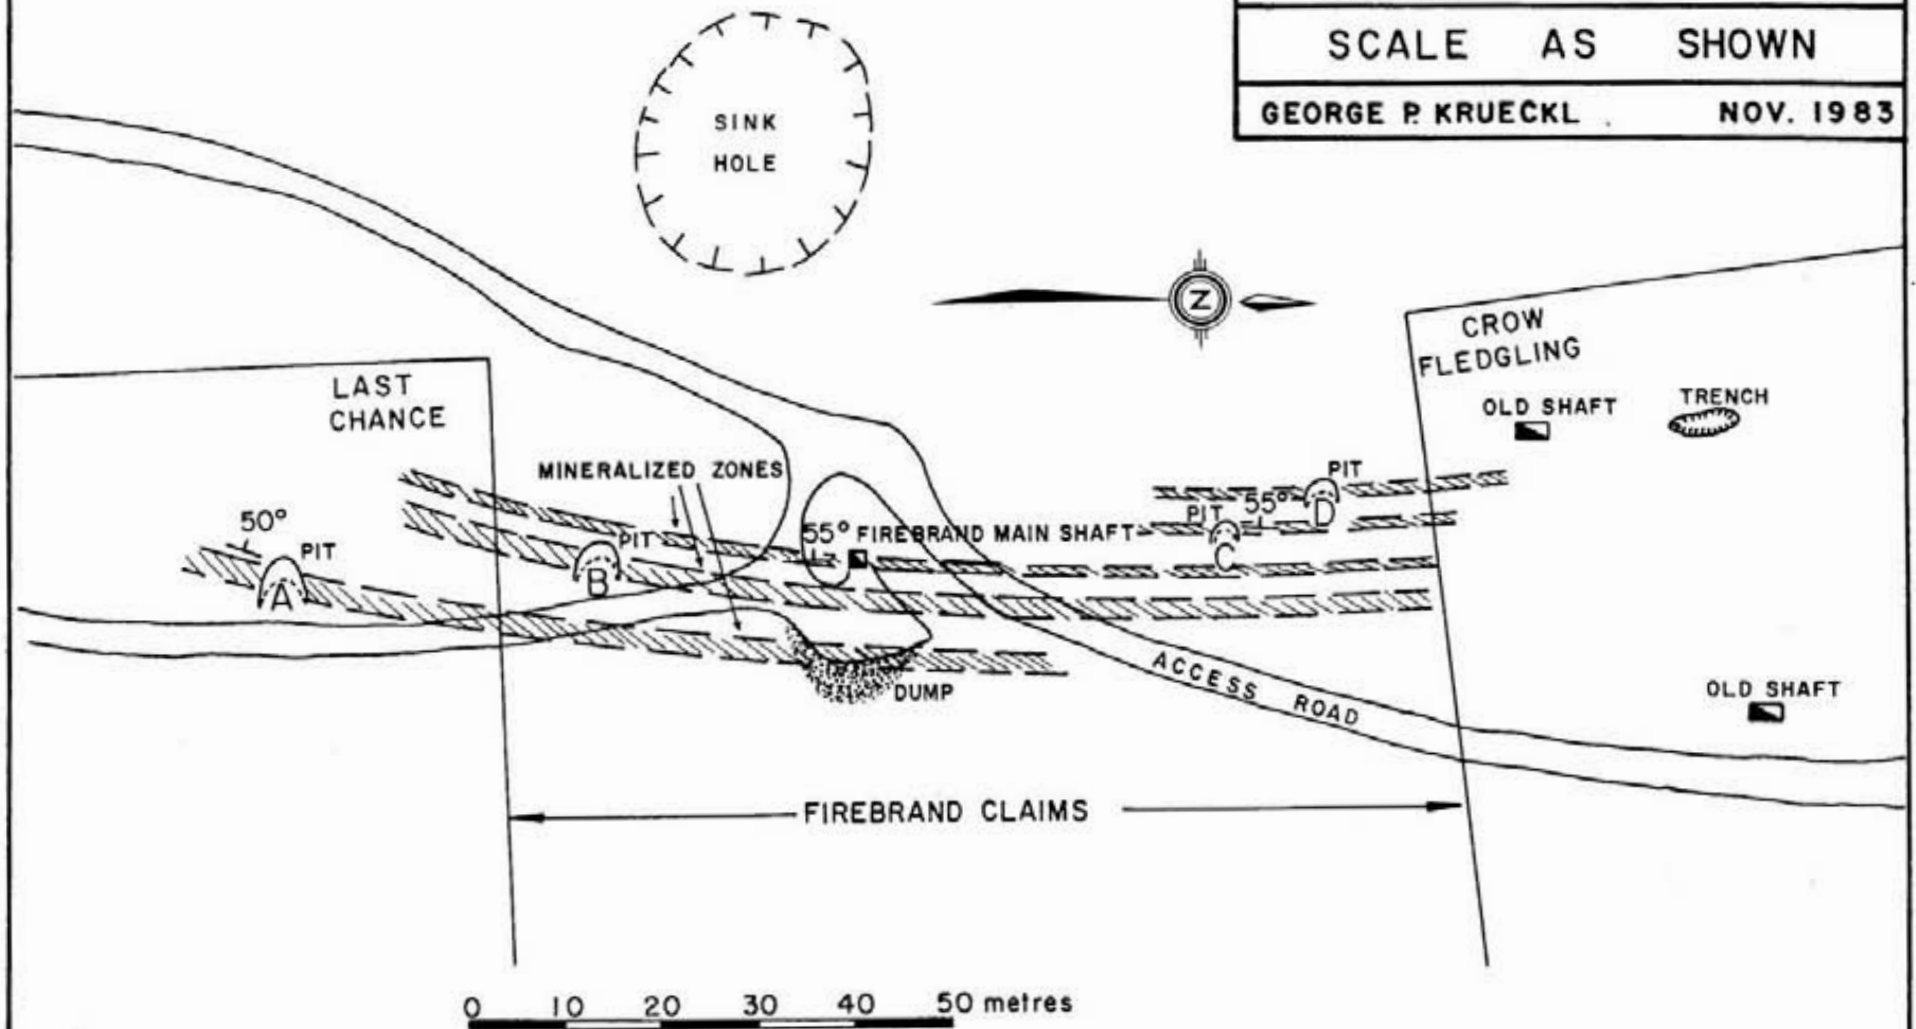 SCALE AS SHOWN
GEORGE P. KRUECKL NOV. 1983
SINK
HOLE
N
CROW
FLEDGLING
LAST
CHANCE
OLD SHAFT
TRENCH
MINERALIZED ZONES
PIT
50°
PIT
A
PIT
B
55°
FIREBRAND MAIN SHAFT
PIT
55°
C
D
ACCESS ROAD
DUMP
OLD SHAFT
FIREBRAND CLAIMS
0 10 20 30 40 50 metres